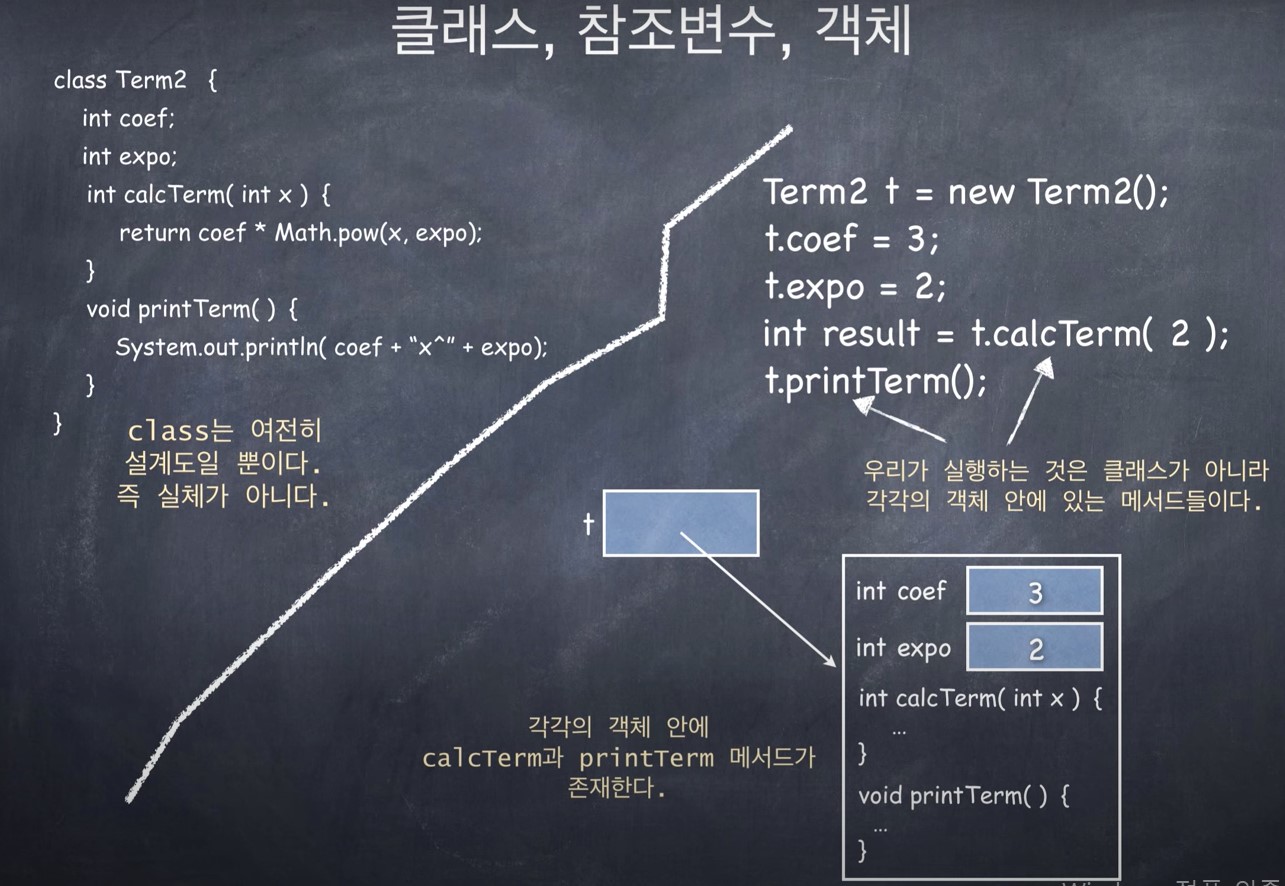 클래스, 참조변수, 객체
class Term2 {
int coef;
int expo;
int calcTerm( int x ) {
return coef * Math.pow(x, expo);
}
void printTerm( ) {
System.out.println( coef + “x^” + expo);
}
}
class는 여전히
설계도일 뿐이다.
즉 실체가 아니다.
Term2 t = new Term2();
t.coef = 3;
t.expo = 2;
int result = t.calcTerm( 2 );
t.printTerm();
우리가 실행하는 것은 클래스가 아니라
각각의 객체 안에 있는 메서드들이다.
t
int coef 3
int expo 2
int calcTerm( int x ) {
...
}
void printTerm( ) {
...
}
각각의 객체 안에
calcTerm과 printTerm 메서드가
존재한다.